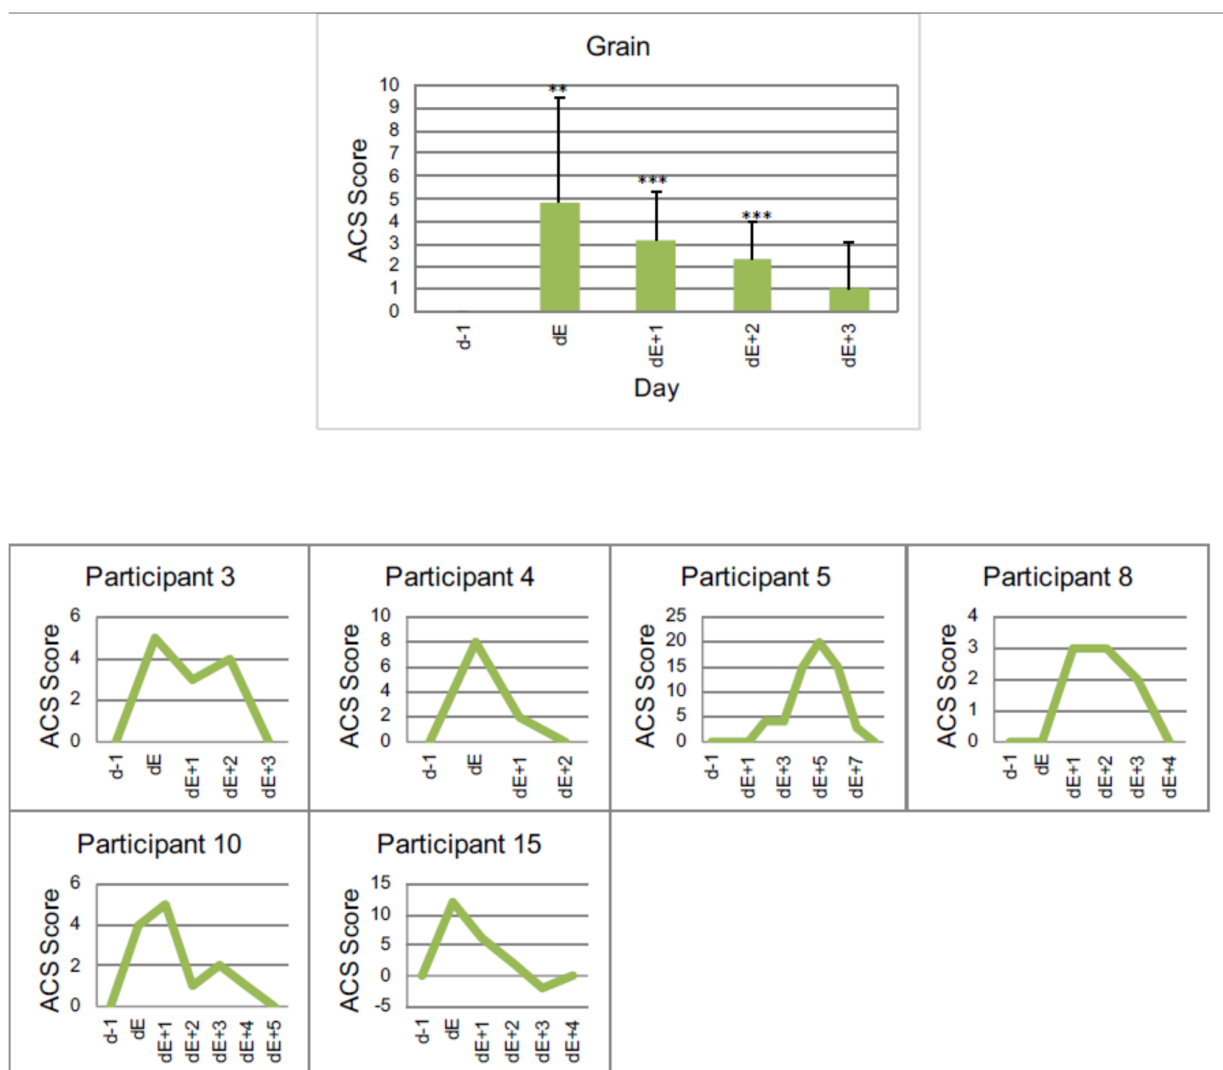 Grain
ACS Score
10
9
8
7
6
5
4
3
2
1
0
**
***
***
d-1
dE
dE+1
dE+2
dE+3
Day
Participant 3
ACS Score
6
4
2
0
d-1
dE
dE+1
dE+2
dE+3
Participant 4
ACS Score
10
8
6
4
2
0
d-1
dE
dE+1
dE+2
Participant 5
ACS Score
25
20
15
10
5
0
d-1
dE+1
dE+3
dE+5
dE+7
Participant 8
ACS Score
4
3
2
1
0
d-1
dE
dE+1
dE+2
dE+3
dE+4
Participant 10
ACS Score
6
4
2
0
d-1
dE
dE+1
dE+2
dE+3
dE+4
dE+5
Participant 15
ACS Score
15
10
5
0
-5
d-1
dE
dE+1
dE+2
dE+3
dE+4